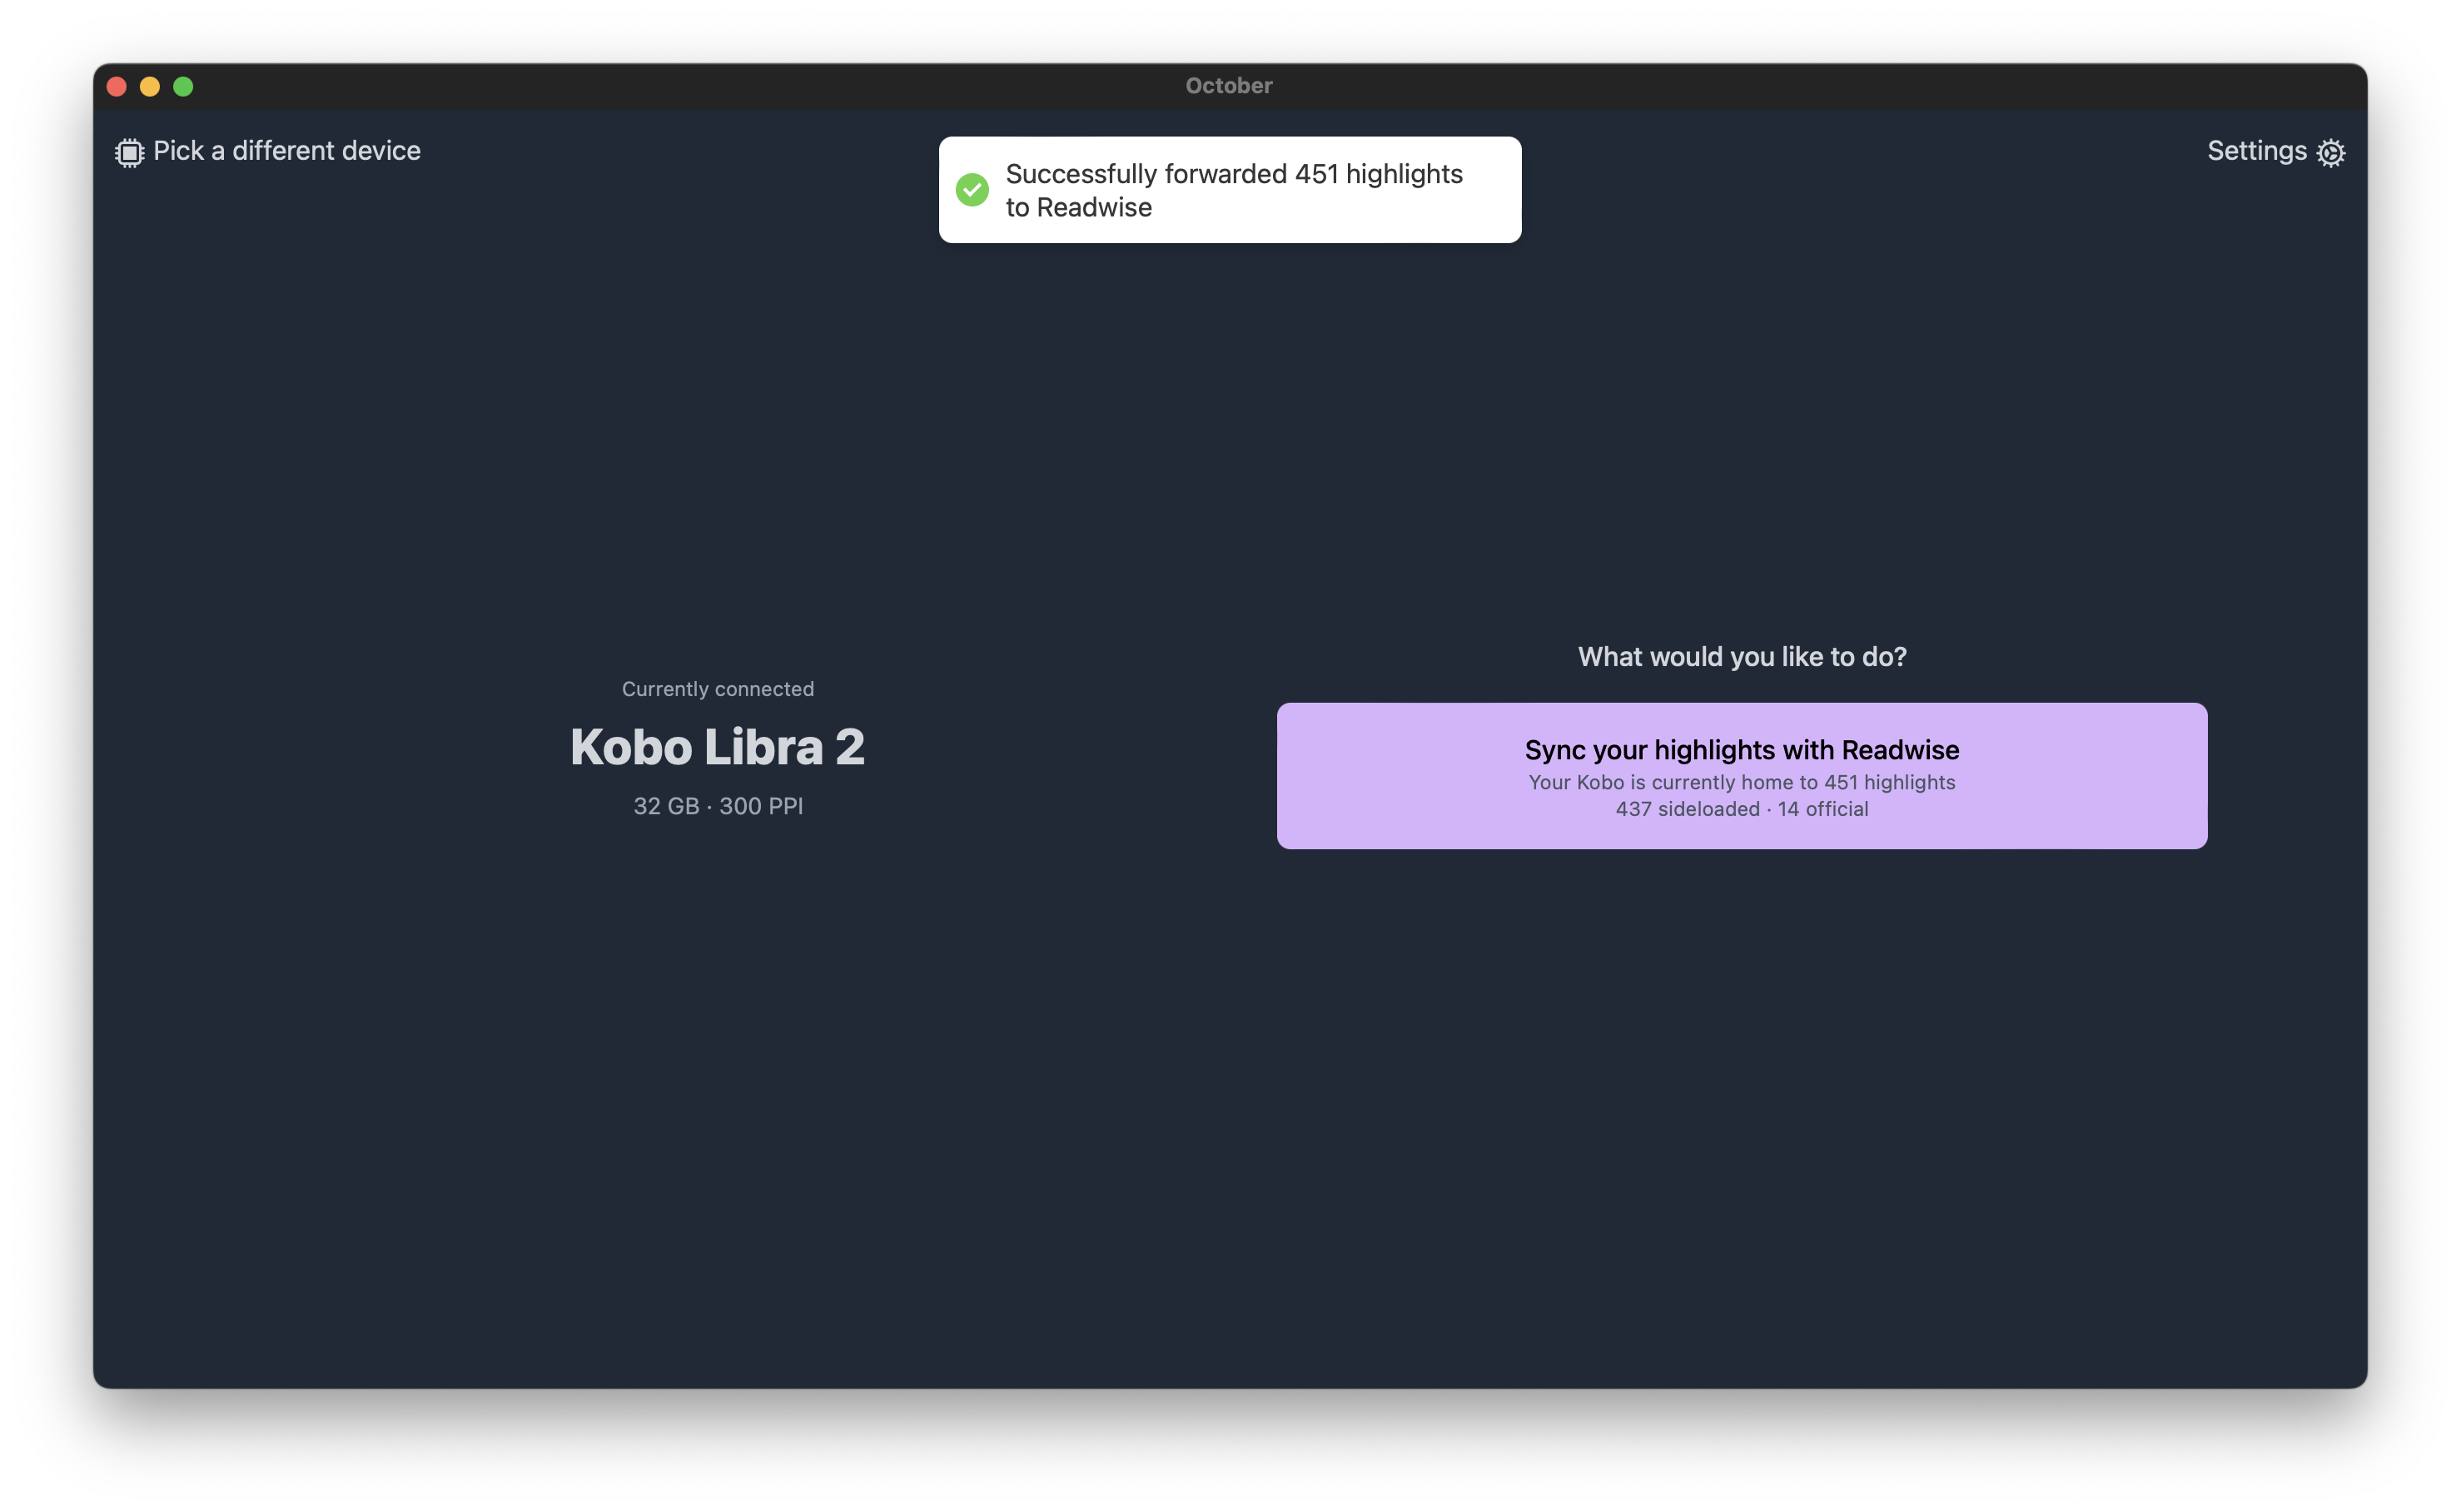 October
Pick a different device
Successfully forwarded 451 highlights
to Readwise
Settings
Currently connected
Kobo Libra 2
32 GB · 300 PPI
What would you like to do?
Sync your highlights with Readwise
Your Kobo is currently home to 451 highlights
437 sideloaded · 14 official